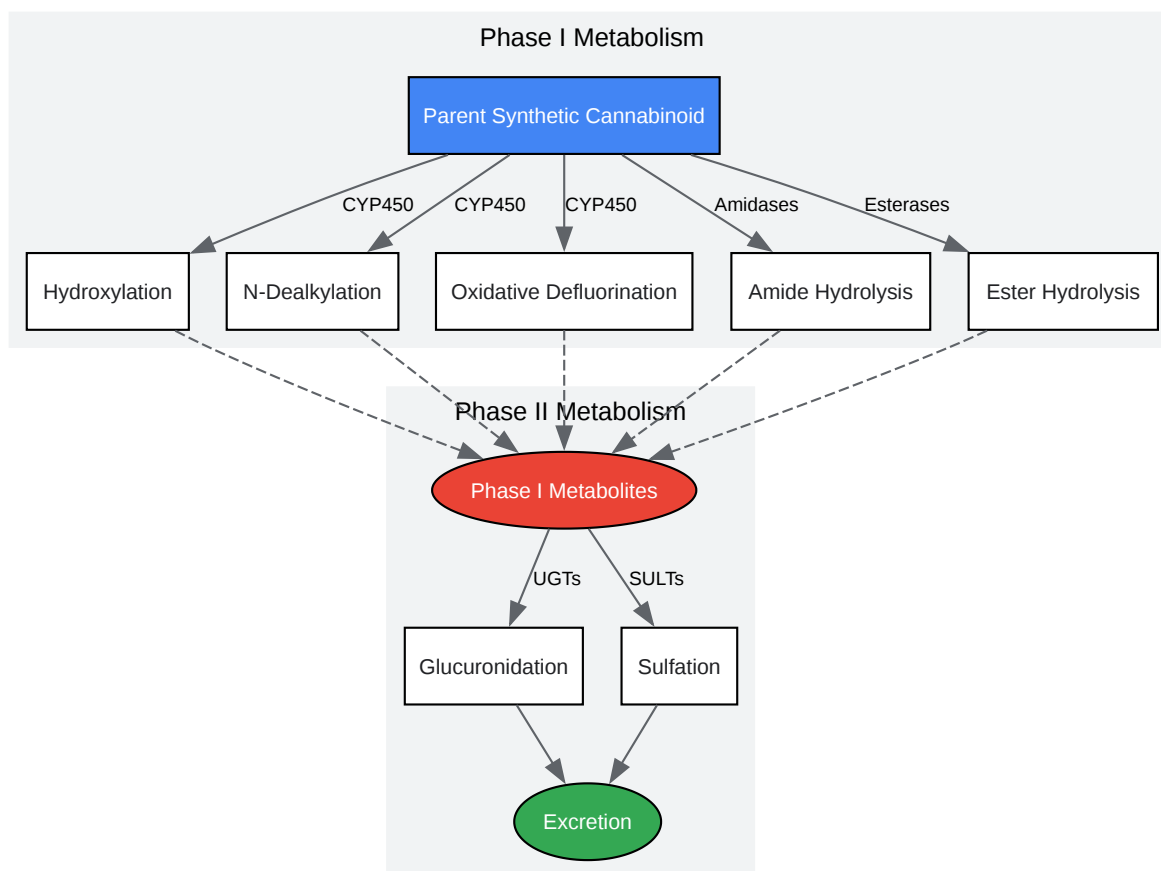 Phase I Metabolism
Parent Synthetic Cannabinoid
CYP450
CYP450
CYP450
Amidases
Esterases
Hydroxylation
N-Dealkylation
Oxidative Defluorination
Amide Hydrolysis
Ester Hydrolysis
Phase II Metabolism
Phase I Metabolites
UGTs
SULTs
Glucuronidation
Sulfation
Excretion